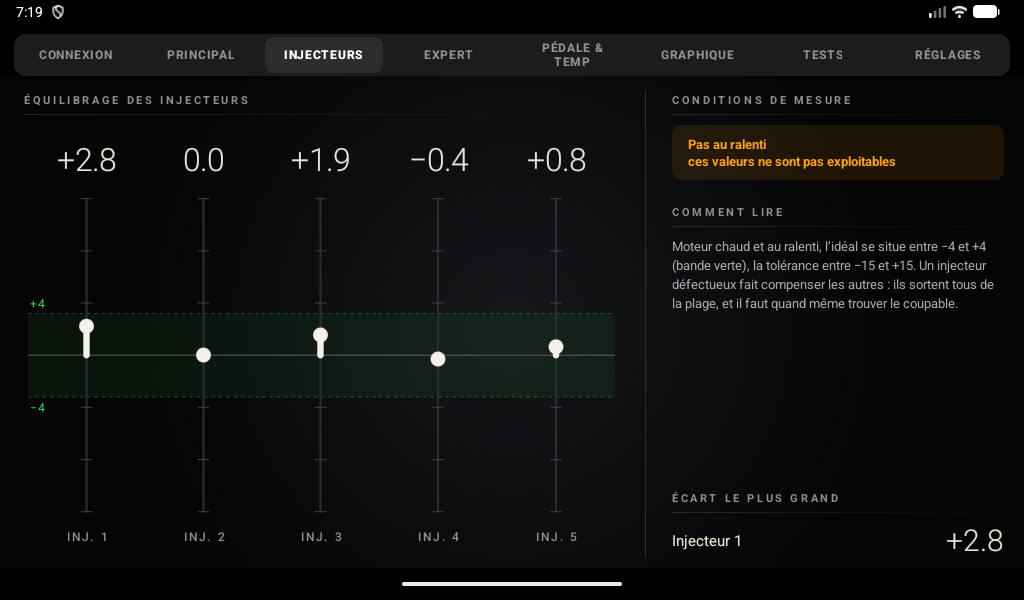 7:19
CONNEXION
PRINCIPAL
INJECTEURS
EXPERT
PÉDALE &
TEMP
GRAPHIQUE
TESTS
RÉGLAGES
ÉQUILIBRAGE DES INJECTEURS
+2.8
0.0
+1.9
−0.4
+0.8
+4
−4
INJ. 1
INJ. 2
INJ. 3
INJ. 4
INJ. 5
CONDITIONS DE MESURE
Pas au ralenti
ces valeurs ne sont pas exploitables
COMMENT LIRE
Moteur chaud et au ralenti, l’idéal se situe entre −4 et +4
(bande verte), la tolérance entre −15 et +15. Un injecteur
défectueux fait compenser les autres : ils sortent tous de
la plage, et il faut quand même trouver le coupable.
ÉCART LE PLUS GRAND
Injecteur 1
+2.8